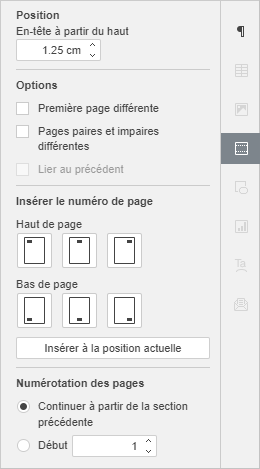 Position
En-tête à partir du haut
1.25 cm
Options
Première page différente
Pages paires et impaires
différentes
Lier au précédent
Insérer le numéro de page
Haut de page
Bas de page
Insérer à la position actuelle
Numérotation des pages
Continuer à partir de la section
précédente
Début
1